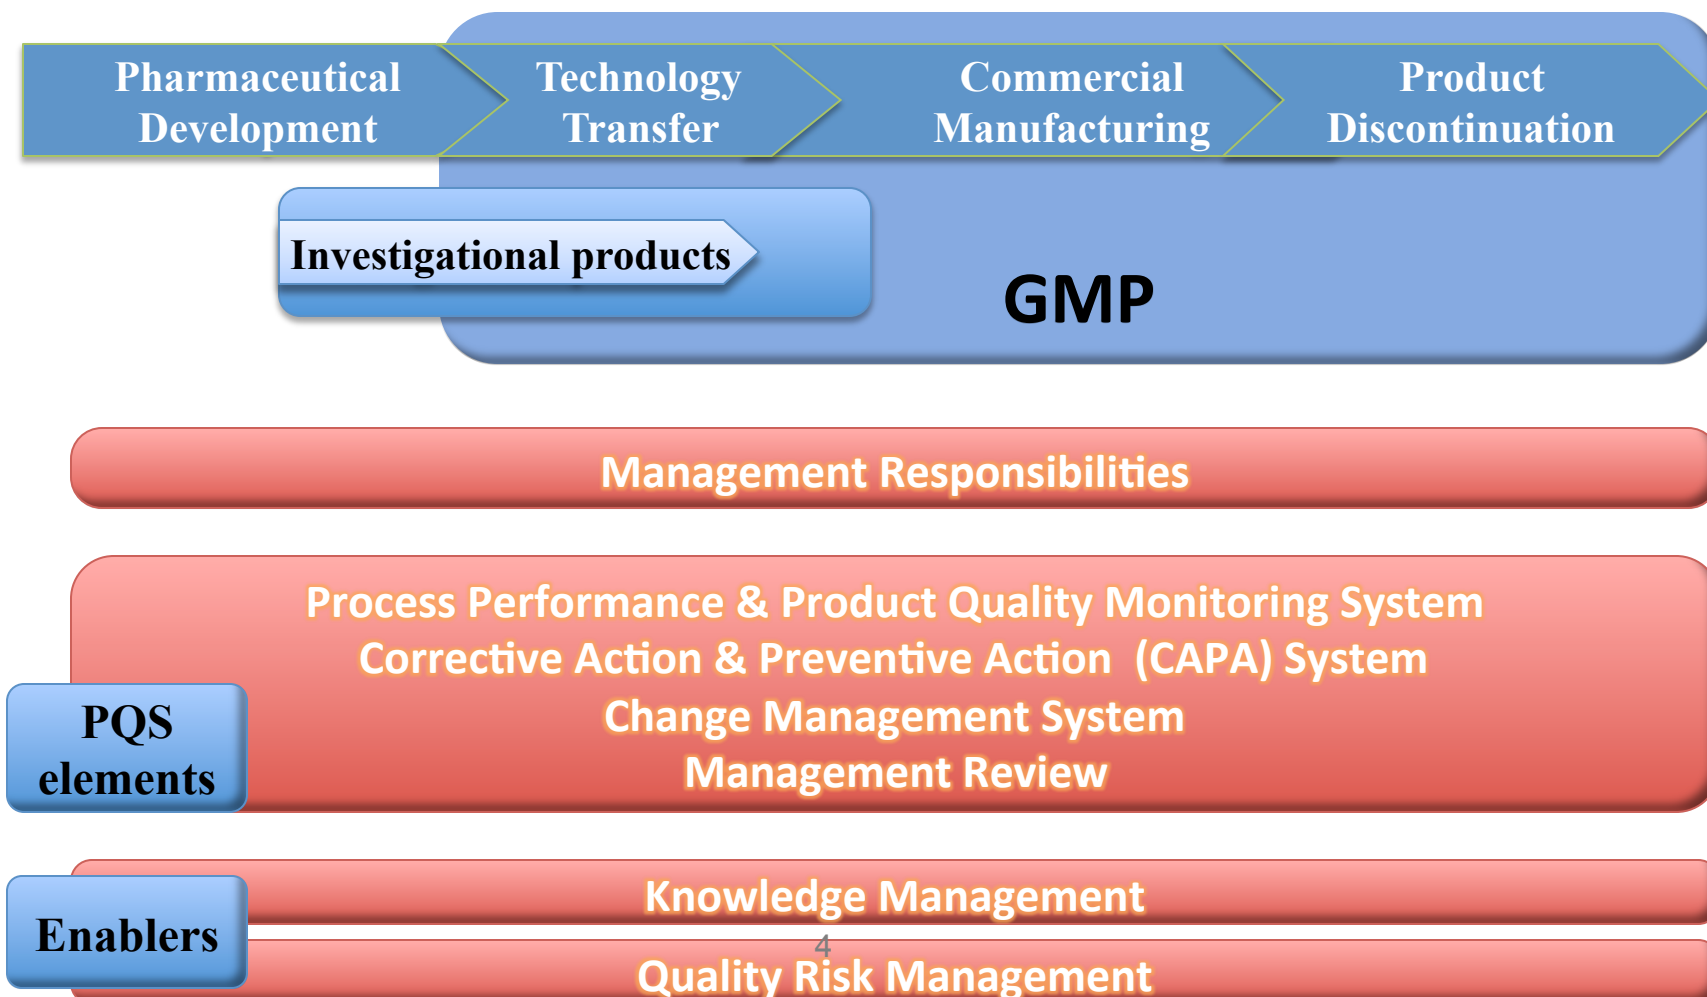 Pharmaceutical
Development
Technology
Transfer
Commercial
Manufacturing
Product
Discontinuation
Investigational products
GMP
Management Responsibilities
Process Performance & Product Quality Monitoring System
Corrective Action & Preventive Action (CAPA) System
Change Management System
Management Review
PQS
elements
Knowledge Management
Enablers
4
Quality Risk Management